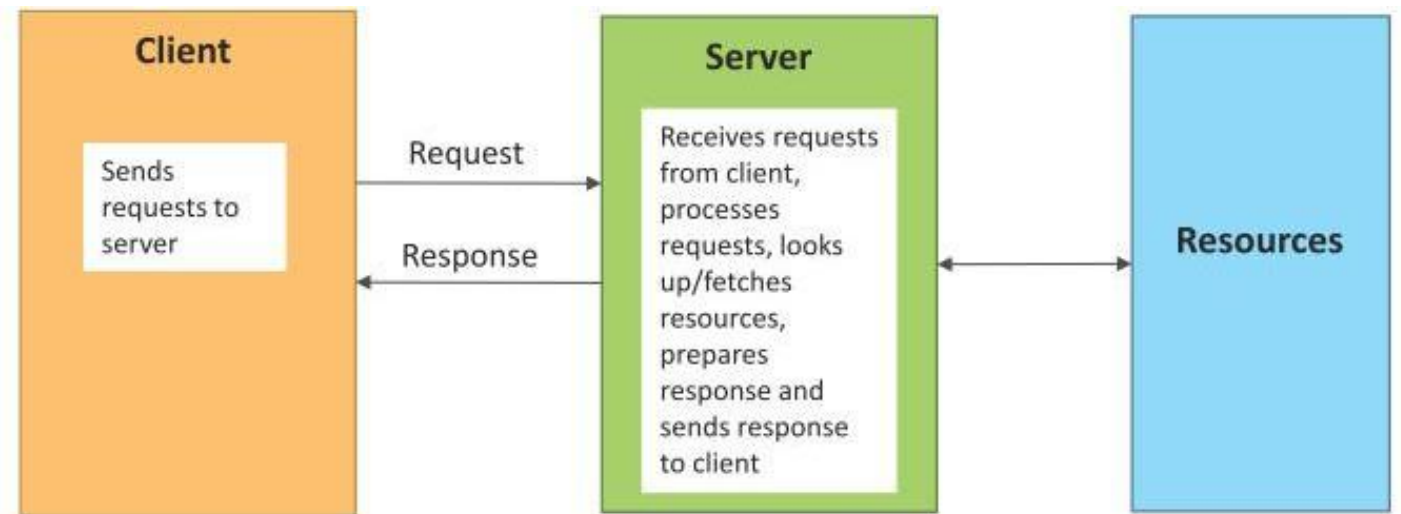 Client
Sends
requests to
server
Request
Response
Server
Receives requests
from client,
processes
requests, looks
up/fetches
resources,
prepares
response and
sends response
to client
Resources